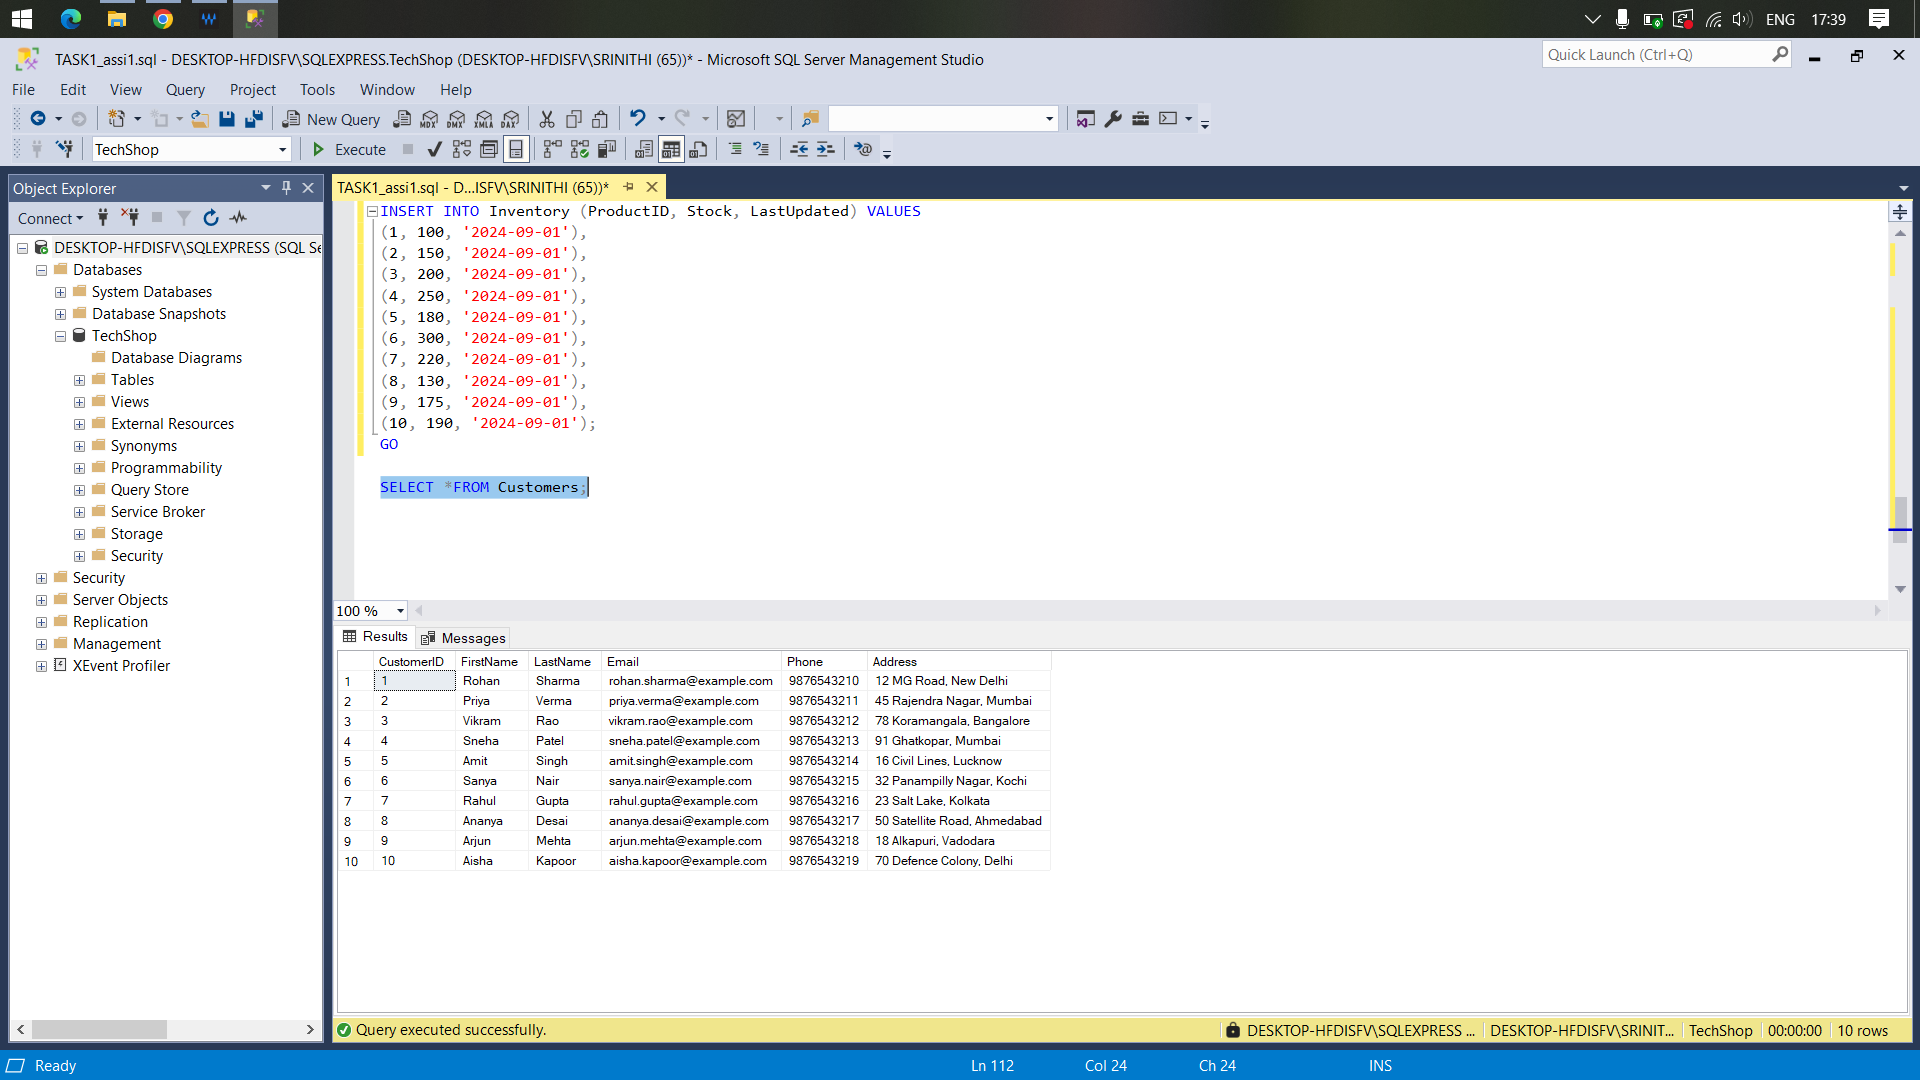 ENG 17:39
TASK1_assi1.sql - DESKTOP-HFDISFV\SQLEXPRESS.TechShop (DESKTOP-HFDISFV\SRINITHI (65))* - Microsoft SQL Server Management Studio
Quick Launch (Ctrl+Q)
File Edit View Query Project Tools Window Help
New Query MDX DMX XMLA DAX
TechShop Execute
Object Explorer
Connect
DESKTOP-HFDISFV\SQLEXPRESS (SQL Se
Databases
System Databases
Database Snapshots
TechShop
Database Diagrams
Tables
Views
External Resources
Synonyms
Programmability
Query Store
Service Broker
Storage
Security
Security
Server Objects
Replication
Management
XEvent Profiler
TASK1_assi1.sql - D...ISFV\SRINITHI (65))*
INSERT INTO Inventory (ProductID, Stock, LastUpdated) VALUES
(1, 100, '2024-09-01'),
(2, 150, '2024-09-01'),
(3, 200, '2024-09-01'),
(4, 250, '2024-09-01'),
(5, 180, '2024-09-01'),
(6, 300, '2024-09-01'),
(7, 220, '2024-09-01'),
(8, 130, '2024-09-01'),
(9, 175, '2024-09-01'),
(10, 190, '2024-09-01');
GO
SELECT *FROM Customers;
100 %
Results Messages
CustomerID FirstName LastName Email Phone Address
1 1 Rohan Sharma rohan.sharma@example.com 9876543210 12 MG Road, New Delhi
2 2 Priya Verma priya.verma@example.com 9876543211 45 Rajendra Nagar, Mumbai
3 3 Vikram Rao vikram.rao@example.com 9876543212 78 Koramangala, Bangalore
4 4 Sneha Patel sneha.patel@example.com 9876543213 91 Ghatkopar, Mumbai
5 5 Amit Singh amit.singh@example.com 9876543214 16 Civil Lines, Lucknow
6 6 Sanya Nair sanya.nair@example.com 9876543215 32 Panampilly Nagar, Kochi
7 7 Rahul Gupta rahul.gupta@example.com 9876543216 23 Salt Lake, Kolkata
8 8 Ananya Desai ananya.desai@example.com 9876543217 50 Satellite Road, Ahmedabad
9 9 Arjun Mehta arjun.mehta@example.com 9876543218 18 Alkapuri, Vadodara
10 10 Aisha Kapoor aisha.kapoor@example.com 9876543219 70 Defence Colony, Delhi
Query executed successfully. DESKTOP-HFDISFV\SQLEXPRESS ... DESKTOP-HFDISFV\SRINIT... TechShop 00:00:00 10 rows
Ready Ln 112 Col 24 Ch 24 INS